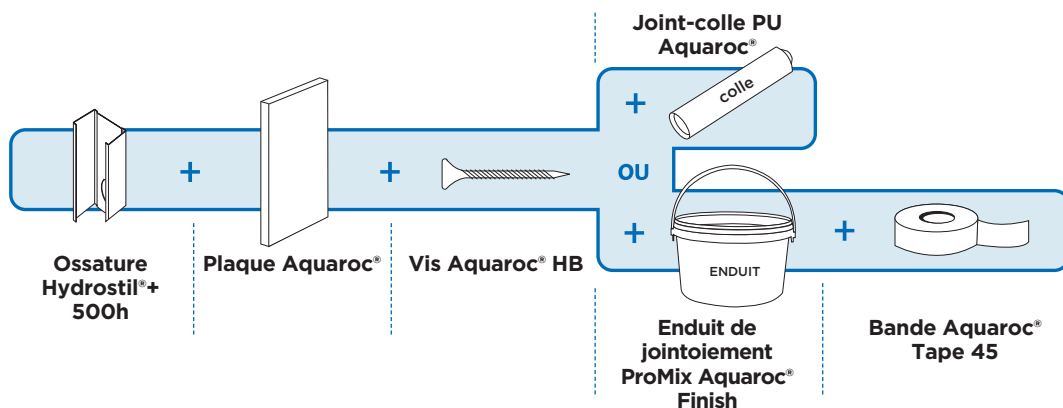 Joint-colle PU
Aquaroc®
colle
+
+
+
OU
+
+
ENDUIT
Ossature
Hydrostil®+
500h
Plaque Aquaroc®
Vis Aquaroc® HB
Enduit de
jointoiement
ProMix Aquaroc®
Finish
Bande Aquaroc®
Tape 45